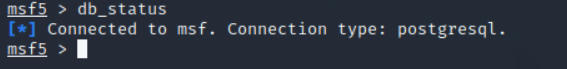 msf5 > db_status
[*] Connected to msf. Connection type: postgresql.
msf5 >